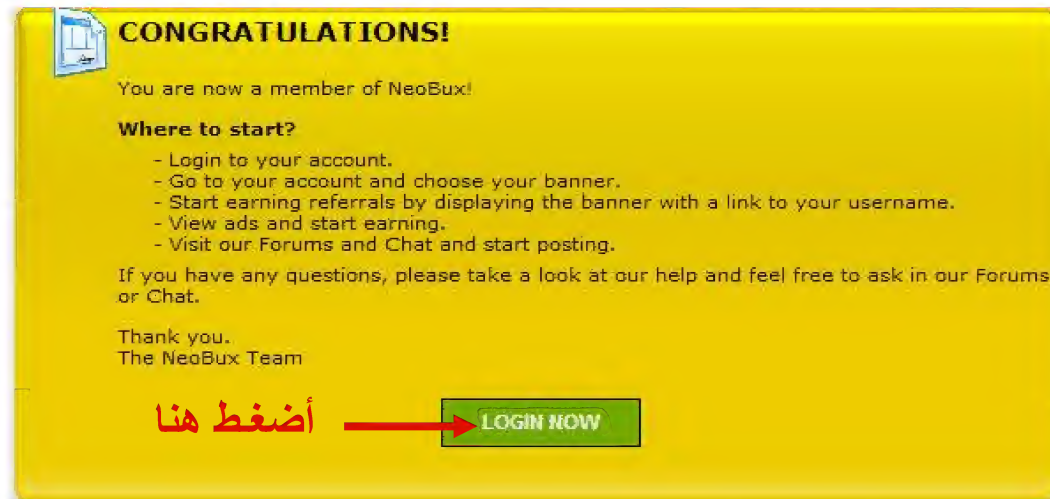 CONGRATULATIONS!
You are now a member of NeoBux!
Where to start?
- Login to your account.
- Go to your account and choose your banner.
- Start earning referrals by displaying the banner with a link to your username.
- View ads and start earning.
- Visit our Forums and Chat and start posting.
If you have any questions, please take a look at our help and feel free to ask in our Forums
or Chat.
Thank you.
The NeoBux Team
أضغط هنا
LOGIN NOW